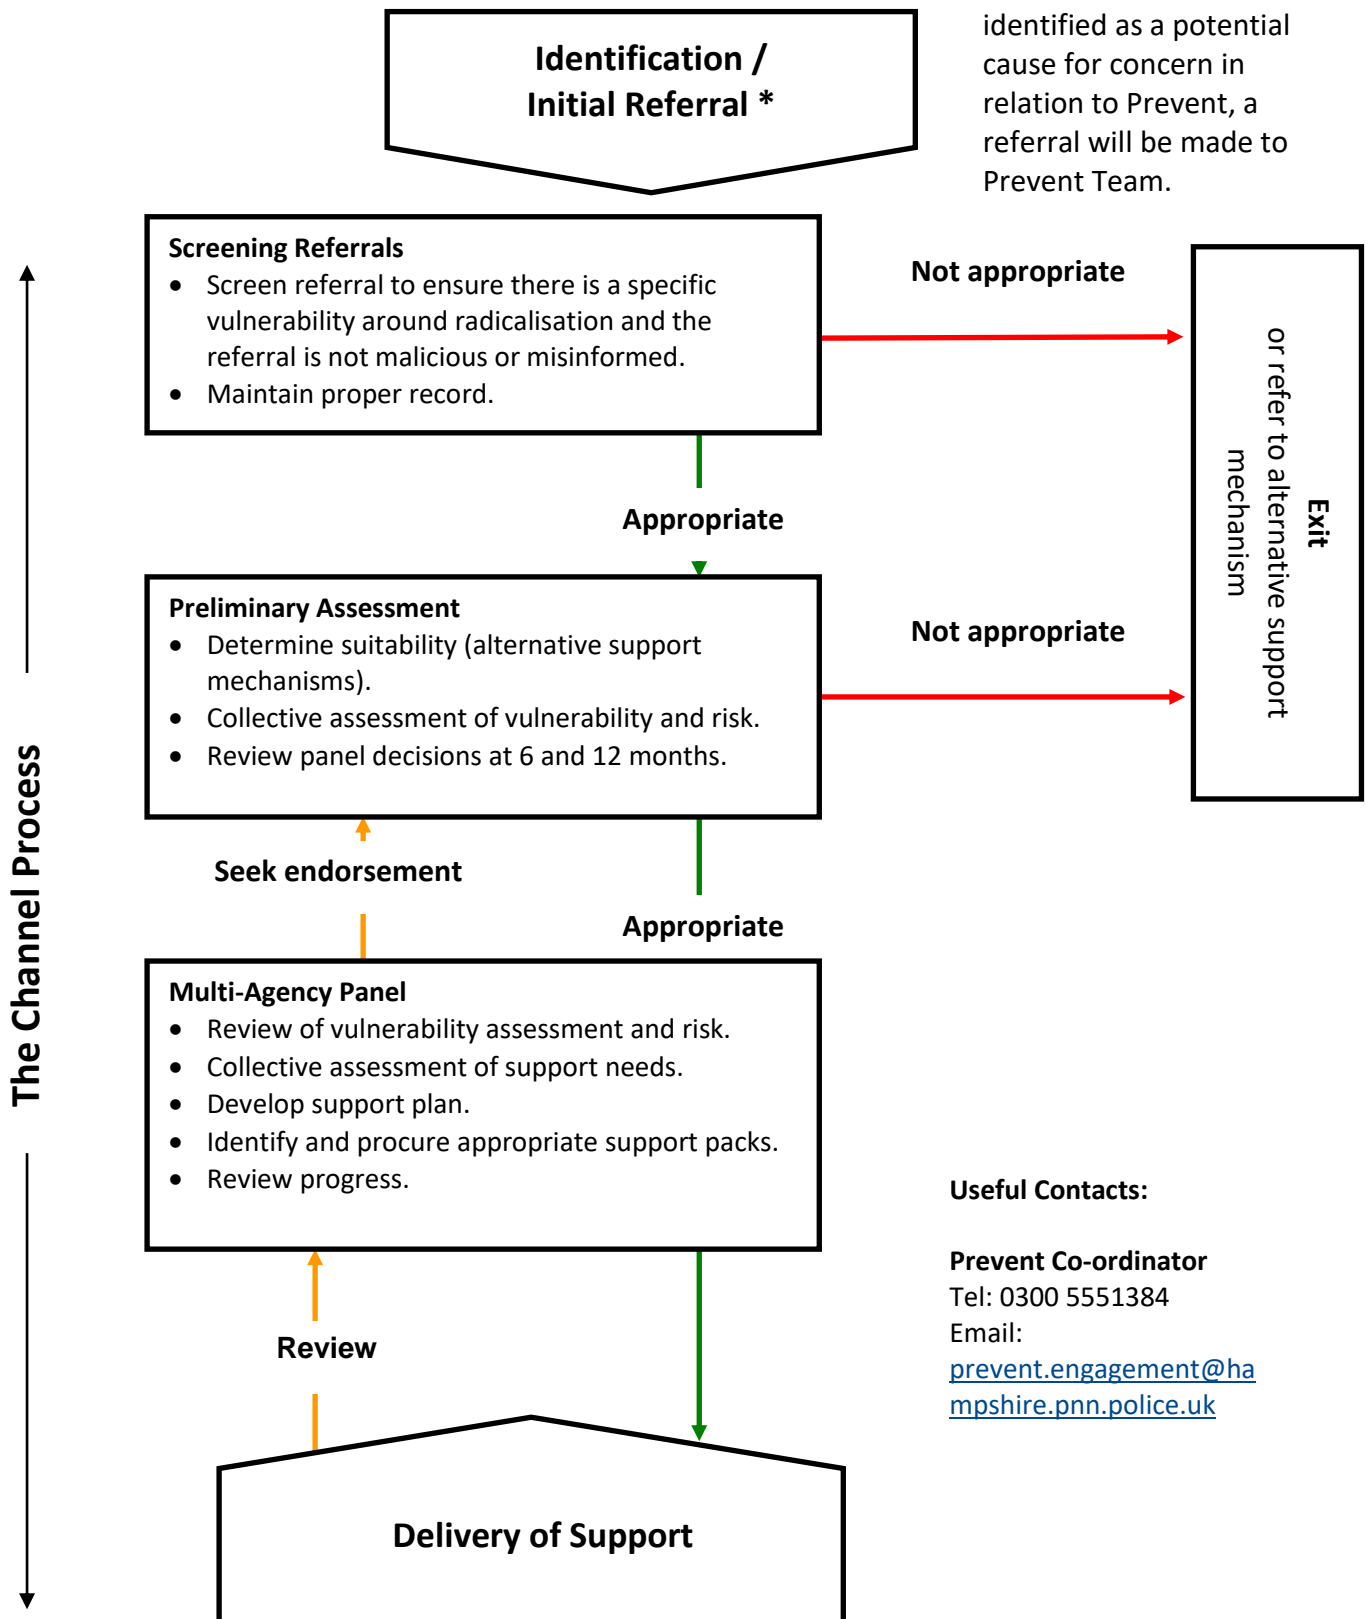 Identification /
Initial Referral *
identified as a potential
cause for concern in
relation to Prevent, a
referral will be made to
Prevent Team.
The Channel Process
Screening Referrals
• Screen referral to ensure there is a specific
vulnerability around radicalisation and the
referral is not malicious or misinformed.
• Maintain proper record.
Not appropriate
Exit
or refer to alternative support
mechanism
Appropriate
Preliminary Assessment
• Determine suitability (alternative support
mechanisms).
• Collective assessment of vulnerability and risk.
• Review panel decisions at 6 and 12 months.
Not appropriate
Seek endorsement
Appropriate
Multi-Agency Panel
• Review of vulnerability assessment and risk.
• Collective assessment of support needs.
• Develop support plan.
• Identify and procure appropriate support packs.
• Review progress.
Useful Contacts:
Prevent Co-ordinator
Tel: 0300 5551384
Email:
prevent.engagement@ha
mpshire.pnn.police.uk
Review
Delivery of Support